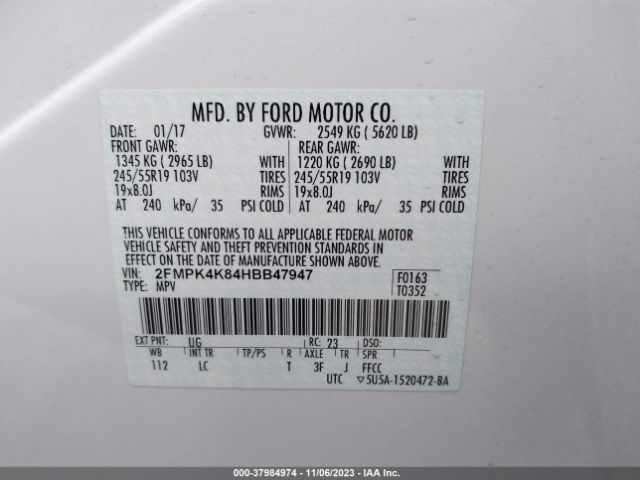 MFD. BY FORD MOTOR CO.
DATE: 01/17 GVWR: 2549 KG ( 5620 LB)
FRONT GAWR: REAR GAWR:
1345 KG ( 2965 LB) WITH 1220 KG ( 2690 LB) WITH
245/55R19 103V TIRES 245/55R19 103V TIRES
19x8.0J RIMS 19x8.0J RIMS
AT 240 kPa/ 35 PSI COLD AT 240 kPa/ 35 PSI COLD
THIS VEHICLE CONFORMS TO ALL APPLICABLE FEDERAL MOTOR
VEHICLE SAFETY AND THEFT PREVENTION STANDARDS IN
EFFECT ON THE DATE OF MANUFACTURE SHOWN ABOVE.
VIN: 2FMPK4K84HBB47947 F0163
TYPE: MPV T0352
EXT PNT: UG RC: 23 DSO:
WB INT TR TP/PS R AXLE TR SPR
112 LC T 3F J FFCC
UTC ▽5U5A-1520472-BA
000-37984974 - 11/06/2023 - IAAI.com